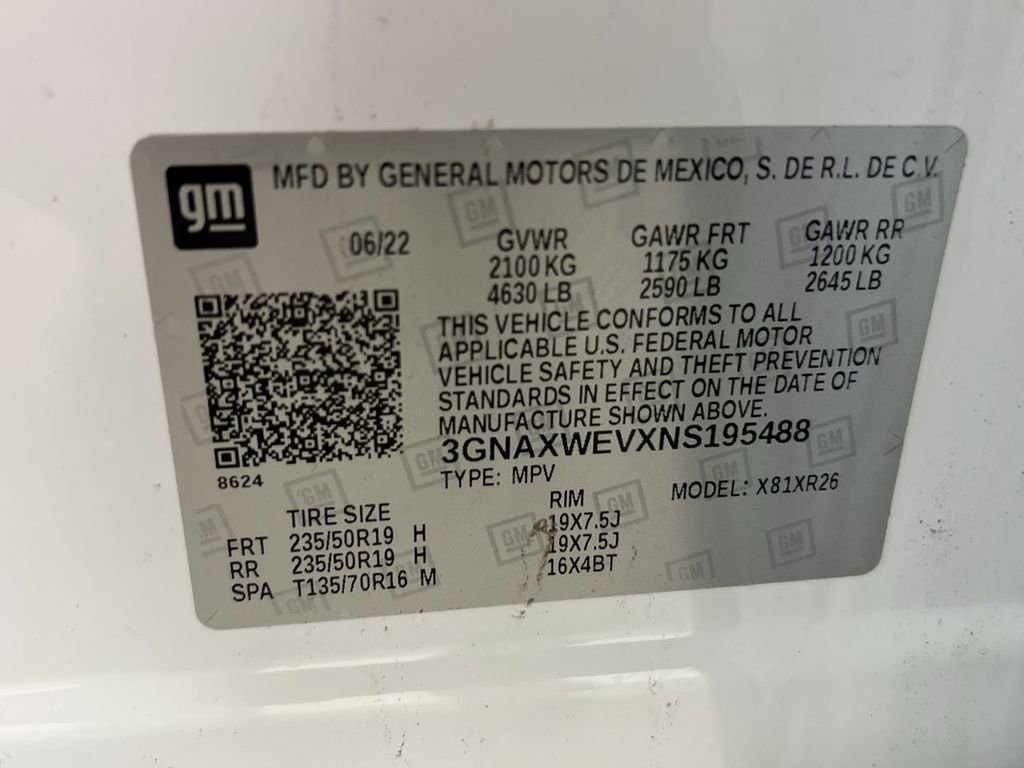 gm MFD BY GENERAL MOTORS DE MEXICO, S. DE R.L. DE C.V.
06/22 GVWR GAWR FRT GAWR RR
2100 KG 1175 KG 1200 KG
4630 LB 2590 LB 2645 LB
THIS VEHICLE CONFORMS TO ALL
APPLICABLE U.S. FEDERAL MOTOR
VEHICLE SAFETY AND THEFT PREVENTION
STANDARDS IN EFFECT ON THE DATE OF
MANUFACTURE SHOWN ABOVE.
3GNAXWEVXNS195488
8624 TYPE: MPV MODEL: X81XR26
TIRE SIZE RIM
FRT 235/50R19 H 19X7.5J
RR 235/50R19 H 19X7.5J
SPA T135/70R16 M 16X4BT